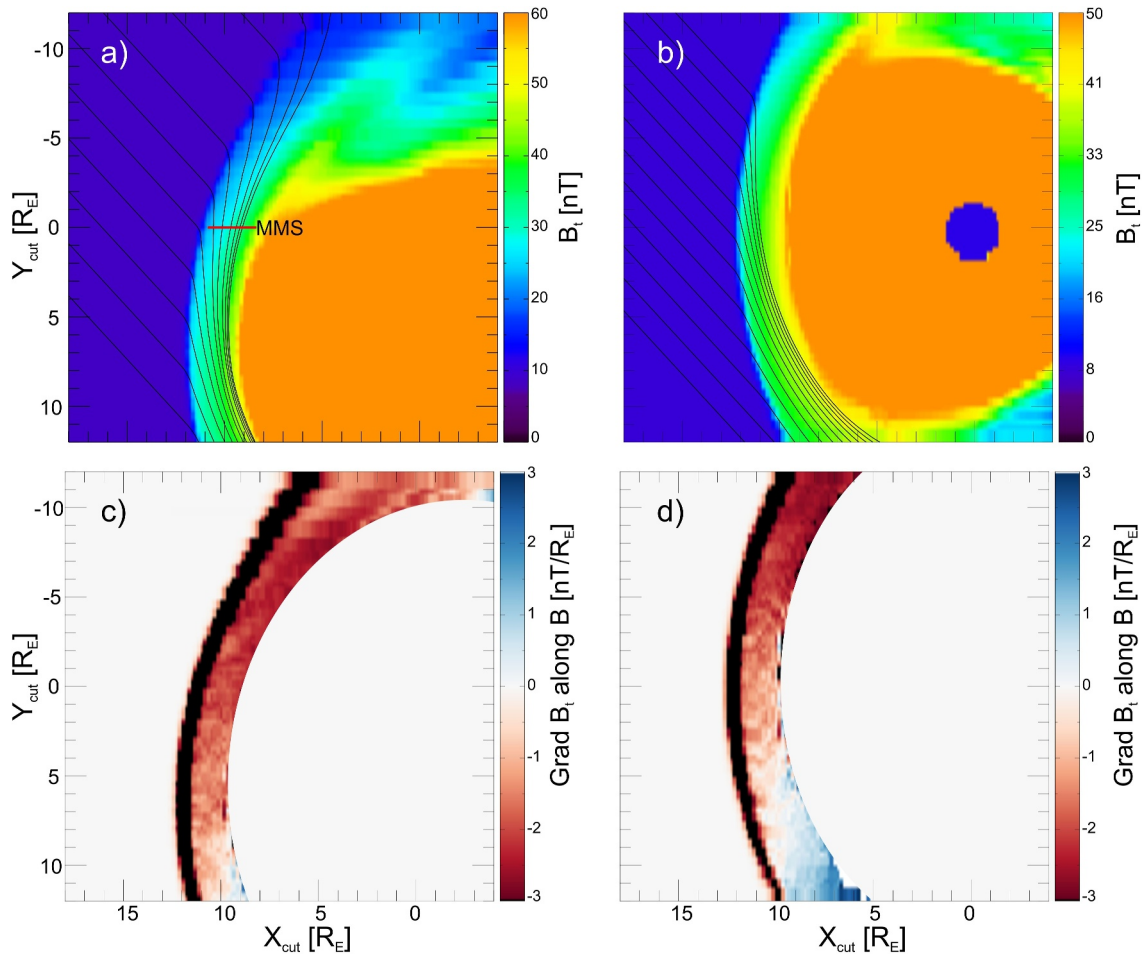 a)
-10
-5
0
5
10
Y_cut [R_E]
MMS
60
50
40
30
20
10
0
B_t [nT]
b)
50
41
33
25
16
8
0
B_t [nT]
c)
-10
-5
0
5
10
Y_cut [R_E]
15 10 5 0
X_cut [R_E]
3
2
1
0
-1
-2
-3
Grad B_t along B [nT/R_E]
d)
15 10 5 0
X_cut [R_E]
3
2
1
0
-1
-2
-3
Grad B_t along B [nT/R_E]